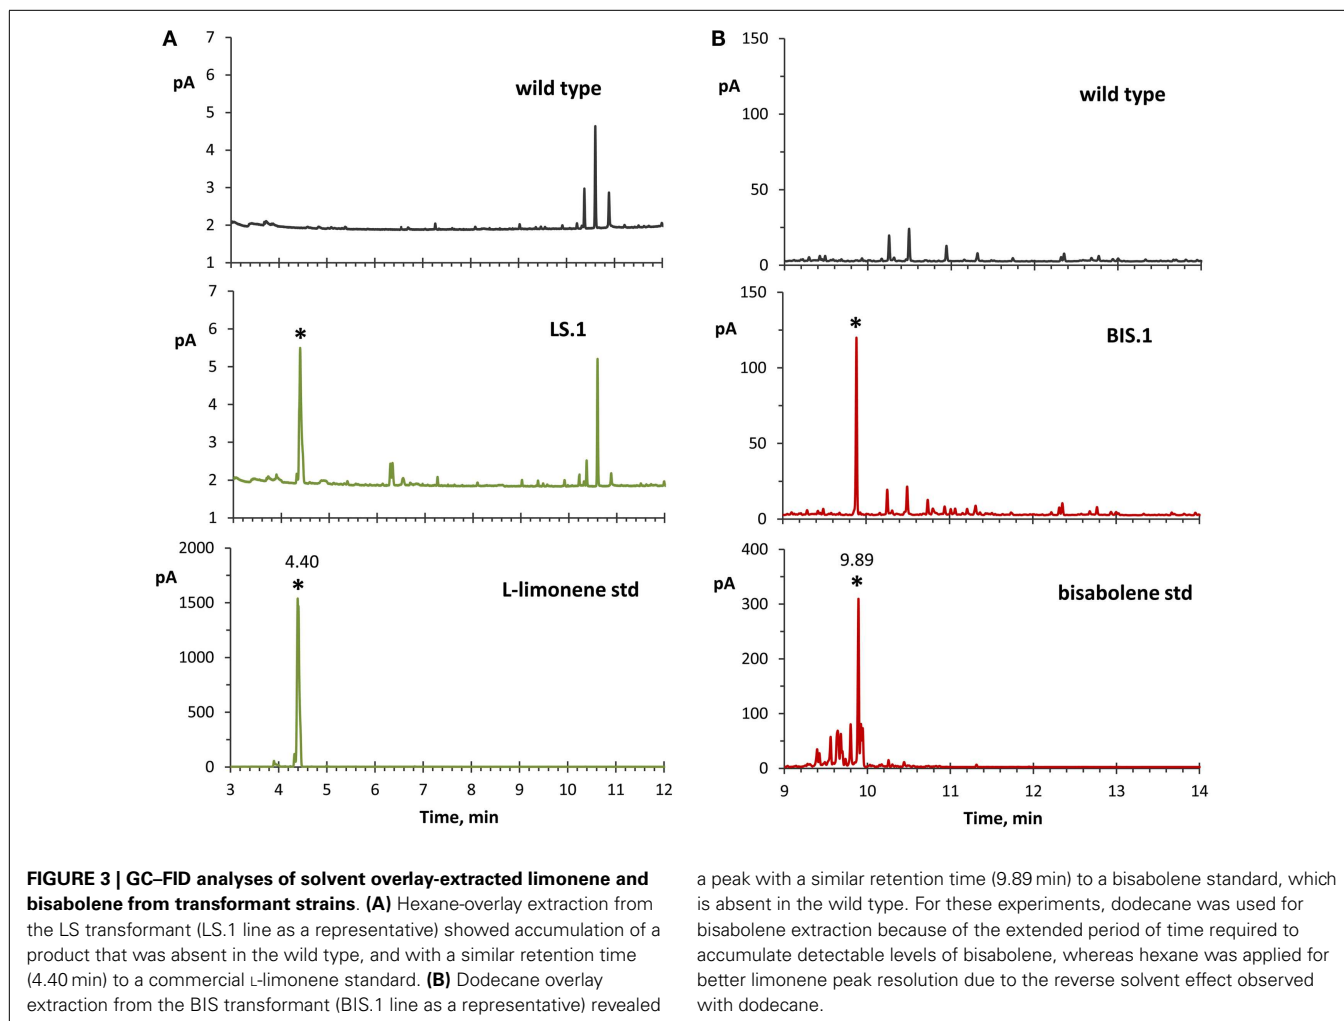 A
7
6
5
4
3
2
1
pA
wild type
7
6
5
4
3
2
1
pA
*
LS.1
2000
1500
1000
500
0
pA
4.40
*
L-limonene std
3 4 5 6 7 8 9 10 11 12
Time, min
B
150
100
50
0
pA
wild type
150
100
50
0
pA
*
BIS.1
400
300
200
100
0
pA
9.89
*
bisabolene std
9 10 11 12 13 14
Time, min
FIGURE 3 | GC–FID analyses of solvent overlay-extracted limonene and
bisabolene from transformant strains. (A) Hexane-overlay extraction from
the LS transformant (LS.1 line as a representative) showed accumulation of a
product that was absent in the wild type, and with a similar retention time
(4.40 min) to a commercial L-limonene standard. (B) Dodecane overlay
extraction from the BIS transformant (BIS.1 line as a representative) revealed
a peak with a similar retention time (9.89 min) to a bisabolene standard, which
is absent in the wild type. For these experiments, dodecane was used for
bisabolene extraction because of the extended period of time required to
accumulate detectable levels of bisabolene, whereas hexane was applied for
better limonene peak resolution due to the reverse solvent effect observed
with dodecane.